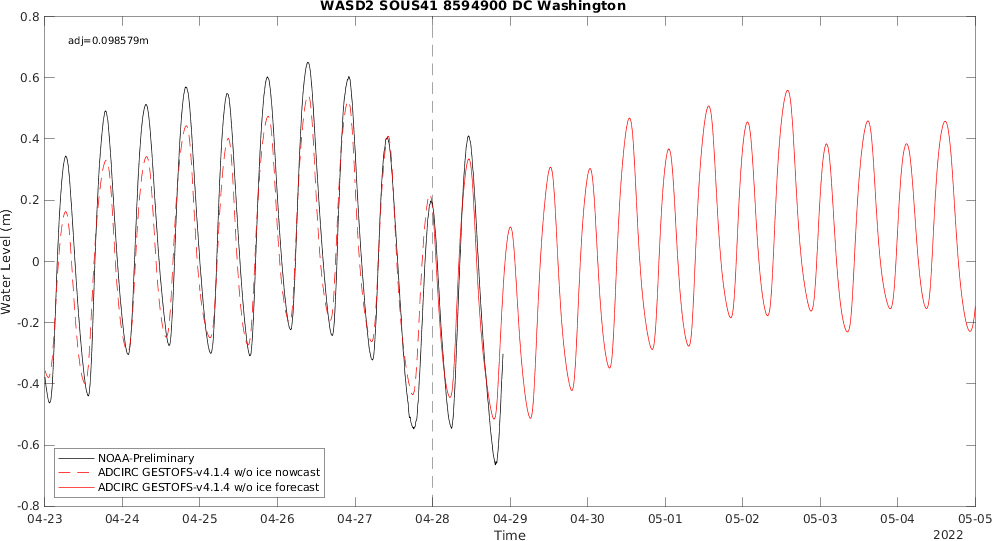 WASD2 SOUS41 8594900 DC Washington
adj=0.098579m
0.8
0.6
0.4
0.2
0
-0.2
-0.4
-0.6
-0.8
Water Level (m)
NOAA-Preliminary
ADCIRC GESTOFS-v4.1.4 w/o ice nowcast
ADCIRC GESTOFS-v4.1.4 w/o ice forecast
04-23 04-24 04-25 04-26 04-27 04-28 04-29 04-30 05-01 05-02 05-03 05-04 05-05
Time
2022